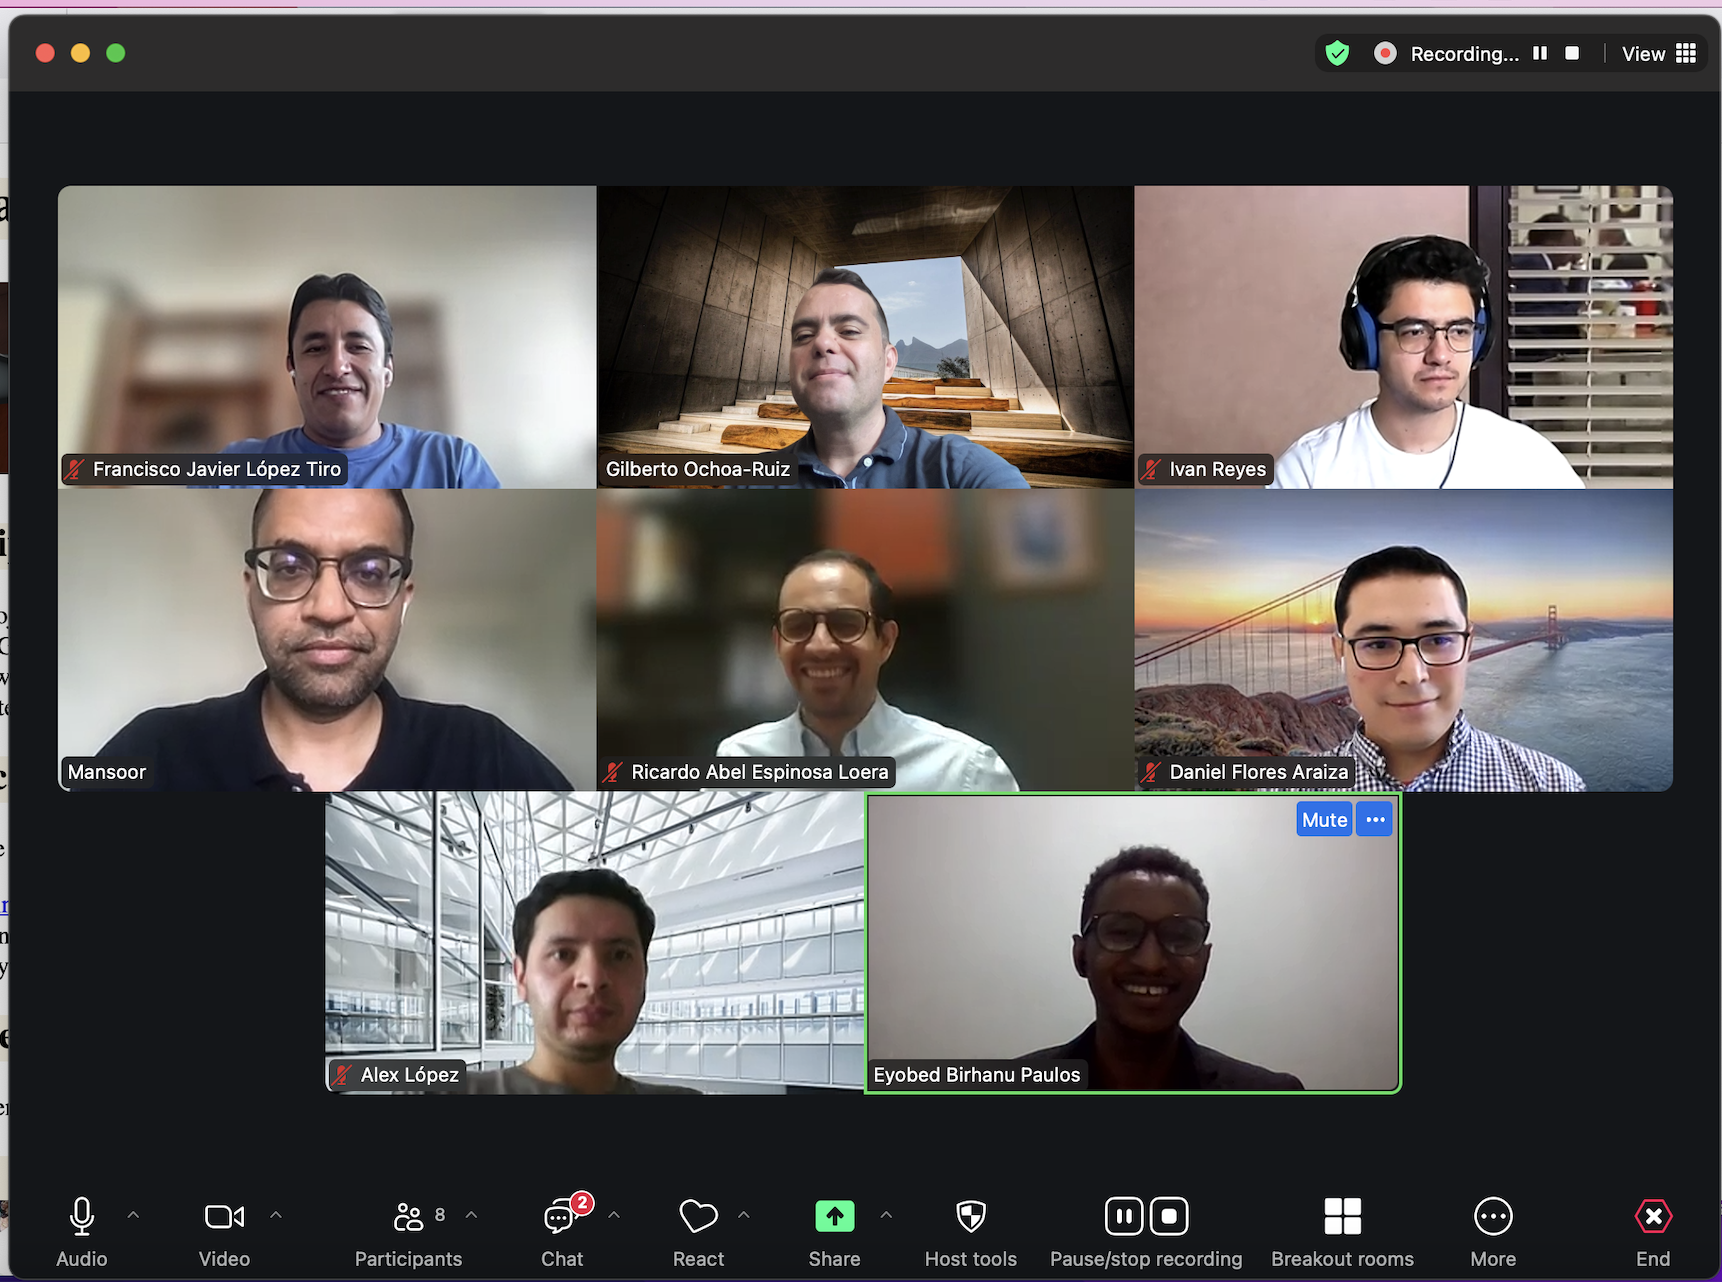 Recording...
View
Francisco Javier López Tiro
Gilberto Ochoa-Ruiz
Ivan Reyes
Mansoor
Ricardo Abel Espinosa Loera
Daniel Flores Araiza
Mute
Alex López
Eyobed Birhanu Paulos
8
2
Audio
Video
Participants
Chat
React
Share
Host tools
Pause/stop recording
Breakout rooms
More
End